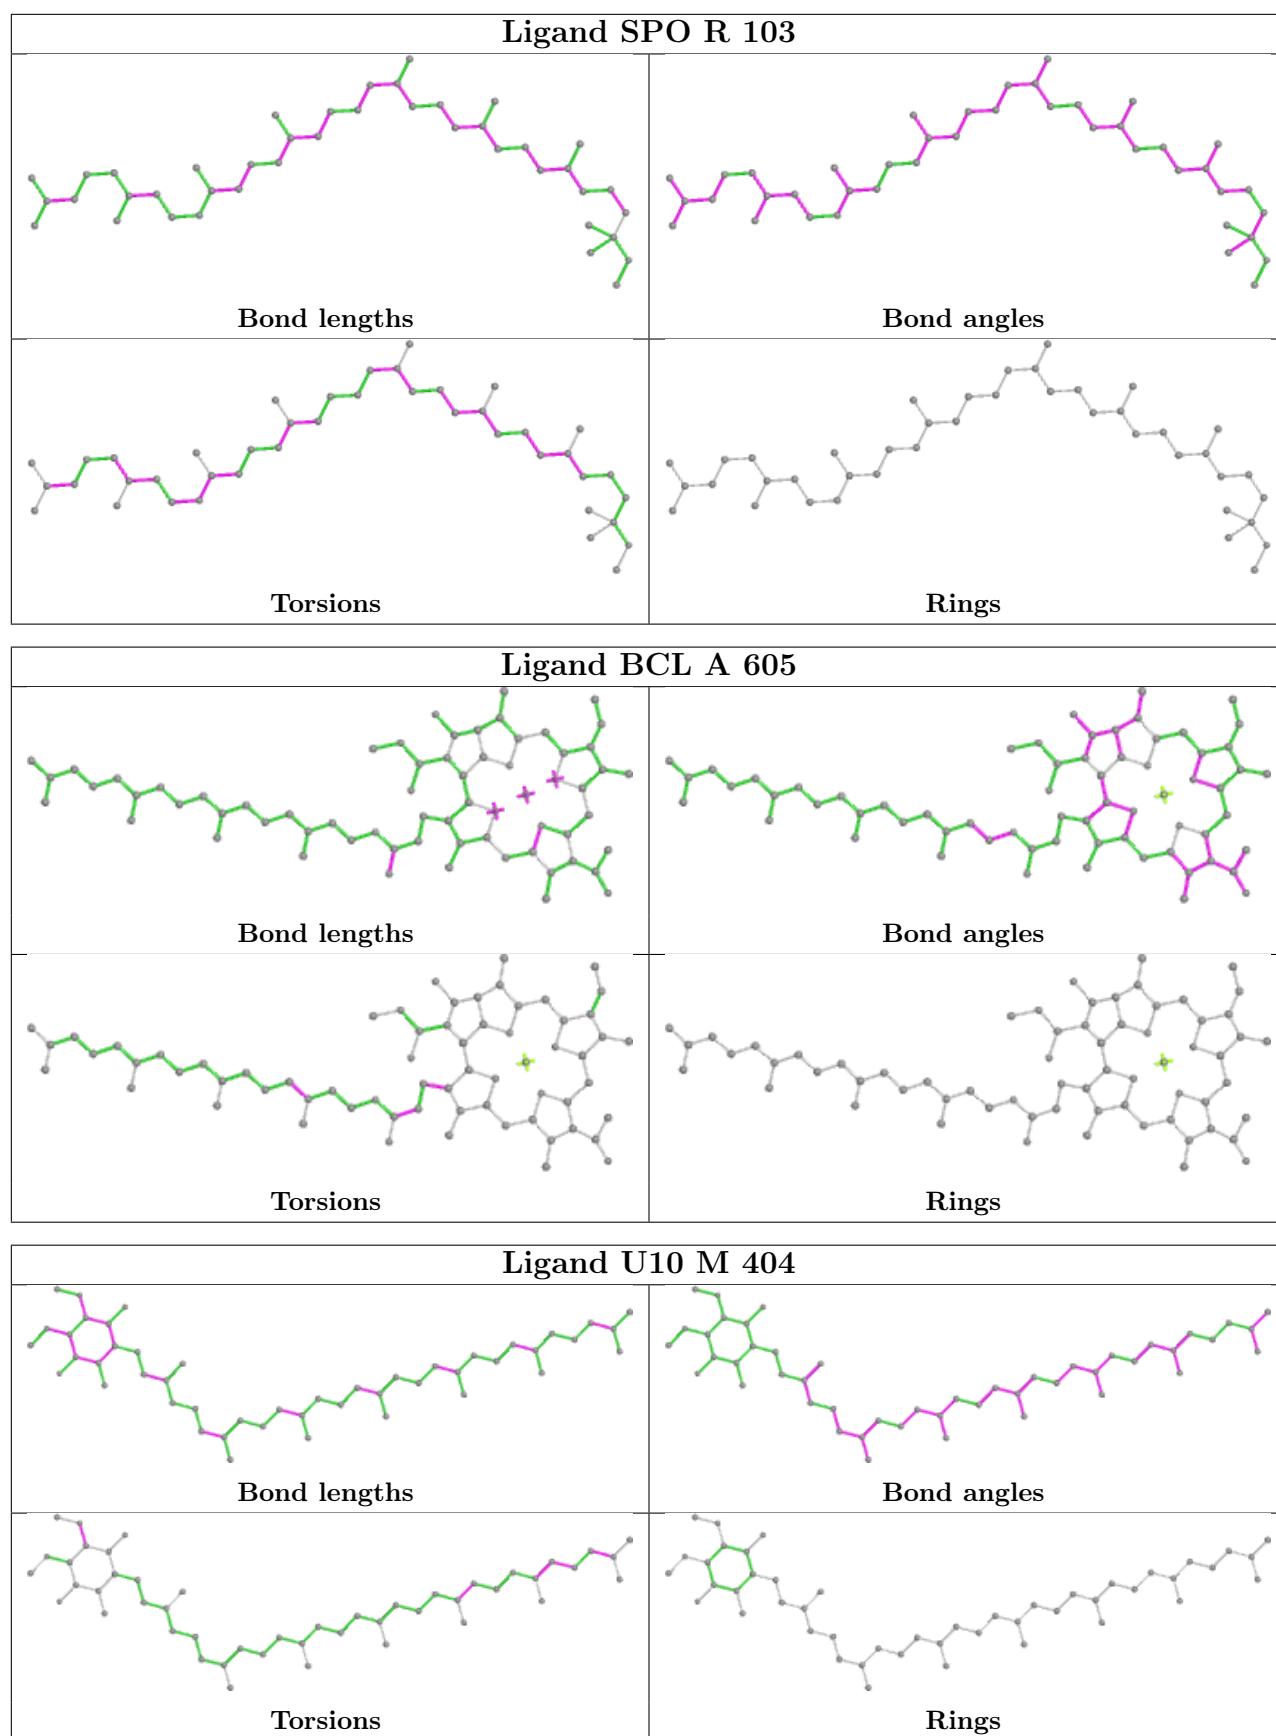 Ligand SPO R 103
Bond lengths
Bond angles
Torsions
Rings
Ligand BCL A 605
Bond lengths
Bond angles
Torsions
Rings
Ligand U10 M 404
Bond lengths
Bond angles
Torsions
Rings